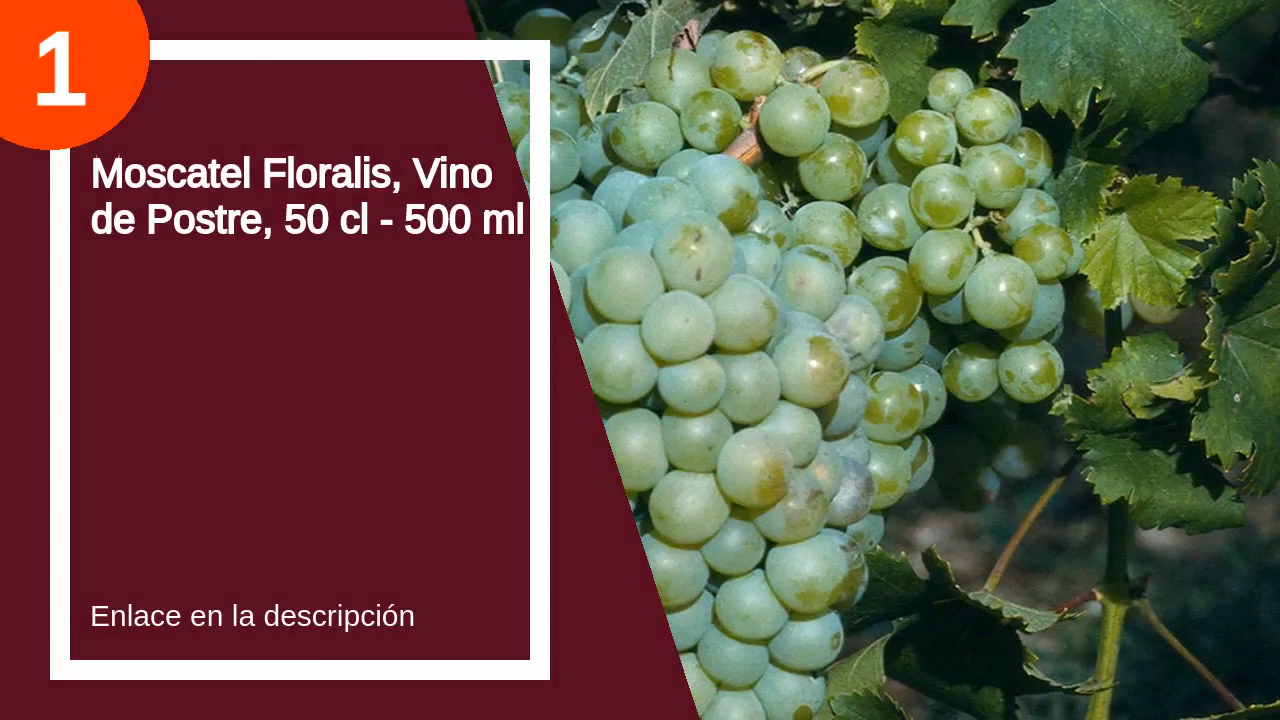 1
Moscatel Floralis, Vino
de Postre, 50 cl - 500 ml
Enlace en la descripción